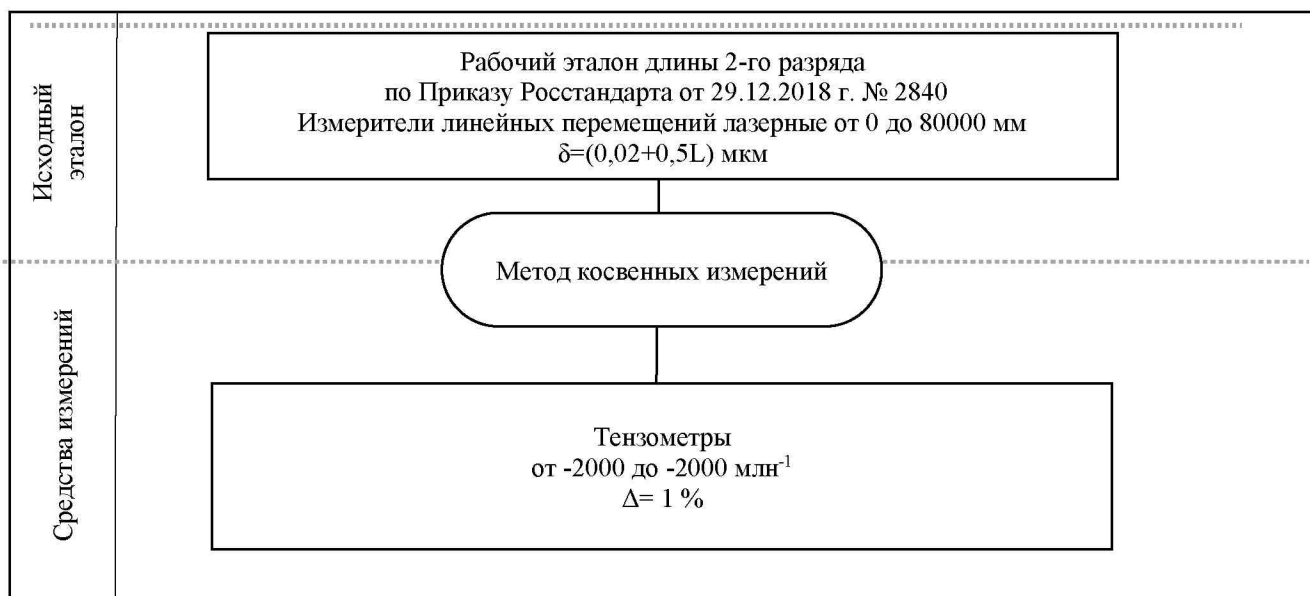 Исходный
эталон
Рабочий эталон длины 2-го разряда
по Приказу Росстандарта от 29.12.2018 г. № 2840
Измерители линейных перемещений лазерные от 0 до 80000 мм
δ=(0,02+0,5L) мкм
Метод косвенных измерений
Средства измерений
Тензометры
от -2000 до -2000 млн⁻¹
Δ= 1 %